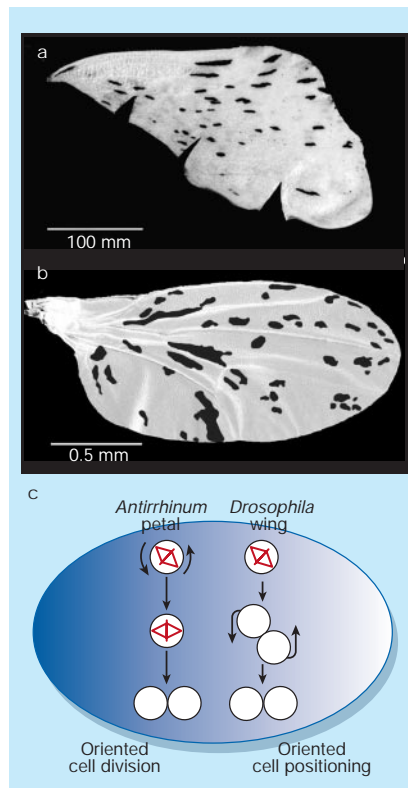 a
100 mm
b
0.5 mm
c
Antirrhinum
petal
Drosophila
wing
Oriented
cell division
Oriented
cell positioning